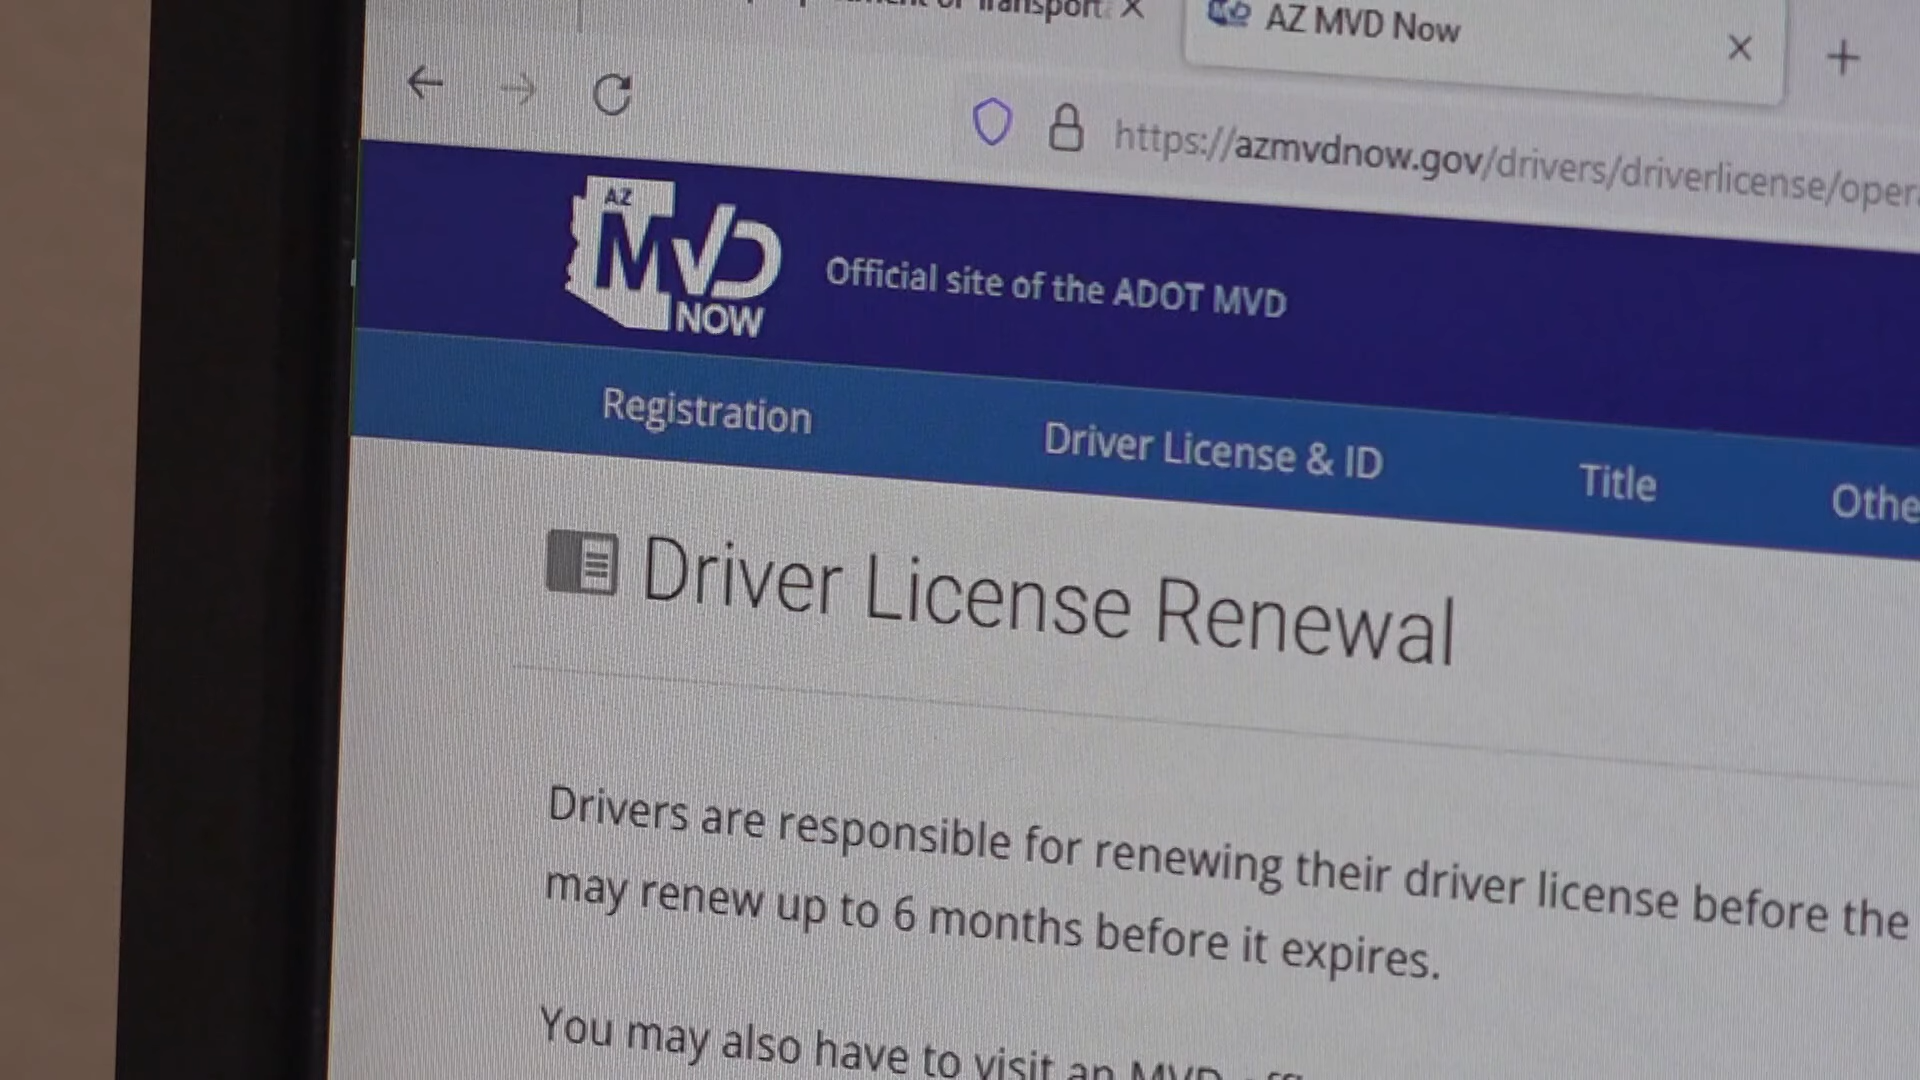 AZ MVD Now
https://azmvdnow.gov/drivers/driverlicense/oper
AZ
MVD
NOW
Official site of the ADOT MVD
Registration
Driver License & ID
Title
Othe
Driver License Renewal
Drivers are responsible for renewing their driver license before the
may renew up to 6 months before it expires.
You may also have to visit an MVD